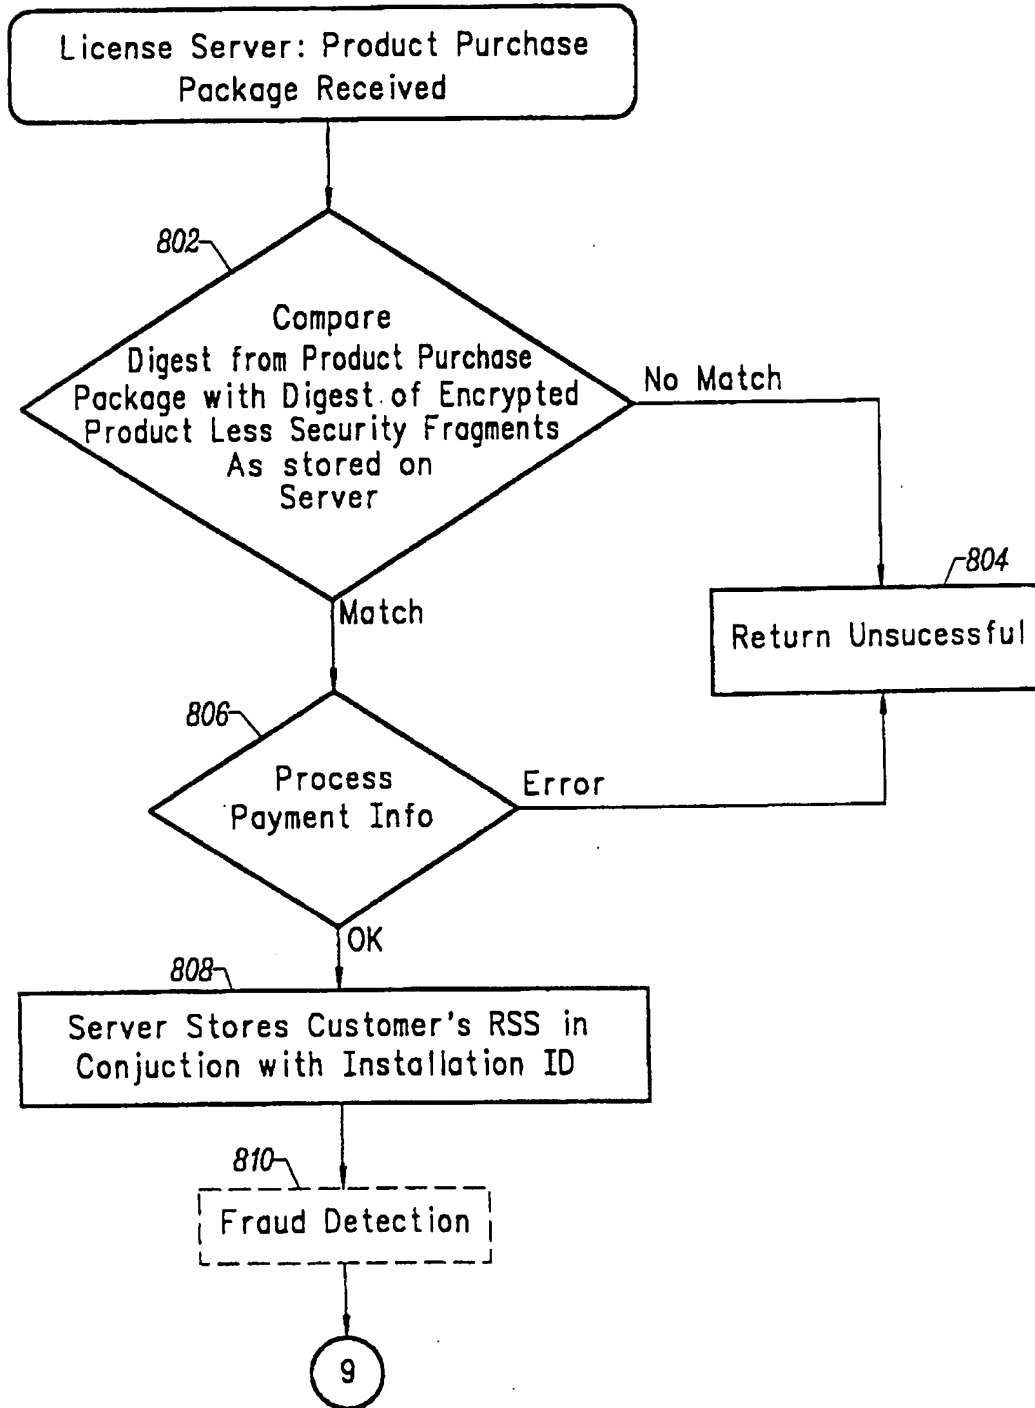 License Server: Product Purchase
Package Received
802
Compare
Digest from Product Purchase
Package with Digest of Encrypted
Product Less Security Fragments
As stored on
Server
No Match
804
Return Unsucessful
Match
806
Process
Payment Info
Error
OK
808
Server Stores Customer's RSS in
Conjuction with Installation ID
810
Fraud Detection
9